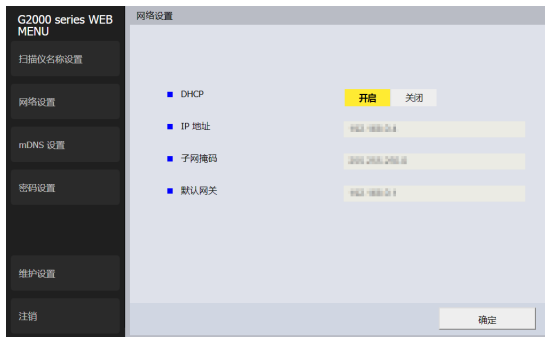 G2000 series WEB
MENU
扫描仪名称设置
网络设置
mDNS 设置
密码设置
维护设置
注销
网络设置
DHCP
开启
关闭
IP 地址
子网掩码
默认网关
确定